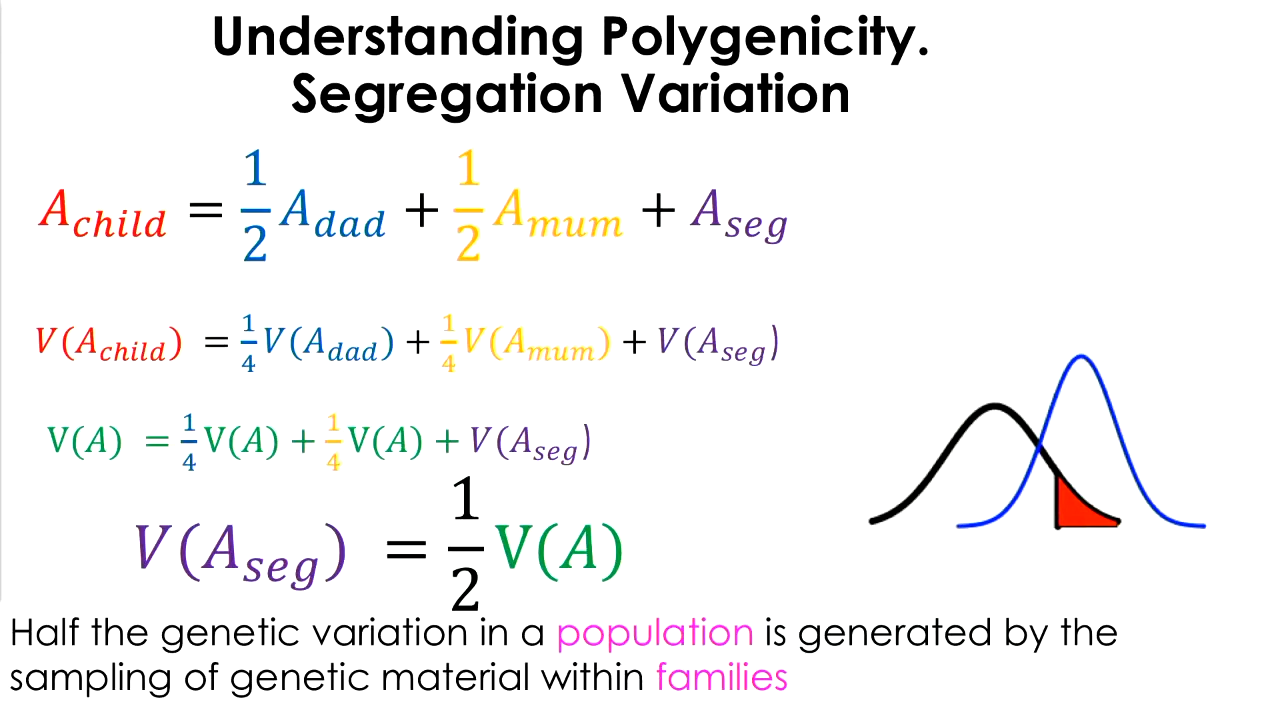 Understanding Polygenicity.
Segregation Variation
A_child = 1/2 A_dad + 1/2 A_mum + A_seg
V(A_child) = 1/4 V(A_dad) + 1/4 V(A_mum) + V(A_seg)
V(A) = 1/4 V(A) + 1/4 V(A) + V(A_seg)
V(A_seg) = 1/2 V(A)
Half the genetic variation in a population is generated by the
sampling of genetic material within families